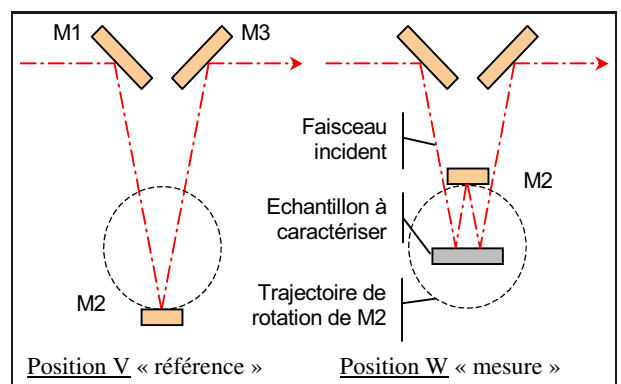 M1
M3
Faisceau
incident
M2
Echantillon à
caractériser
M2
Trajectoire de
rotation de M2
Position V « référence »
Position W « mesure »